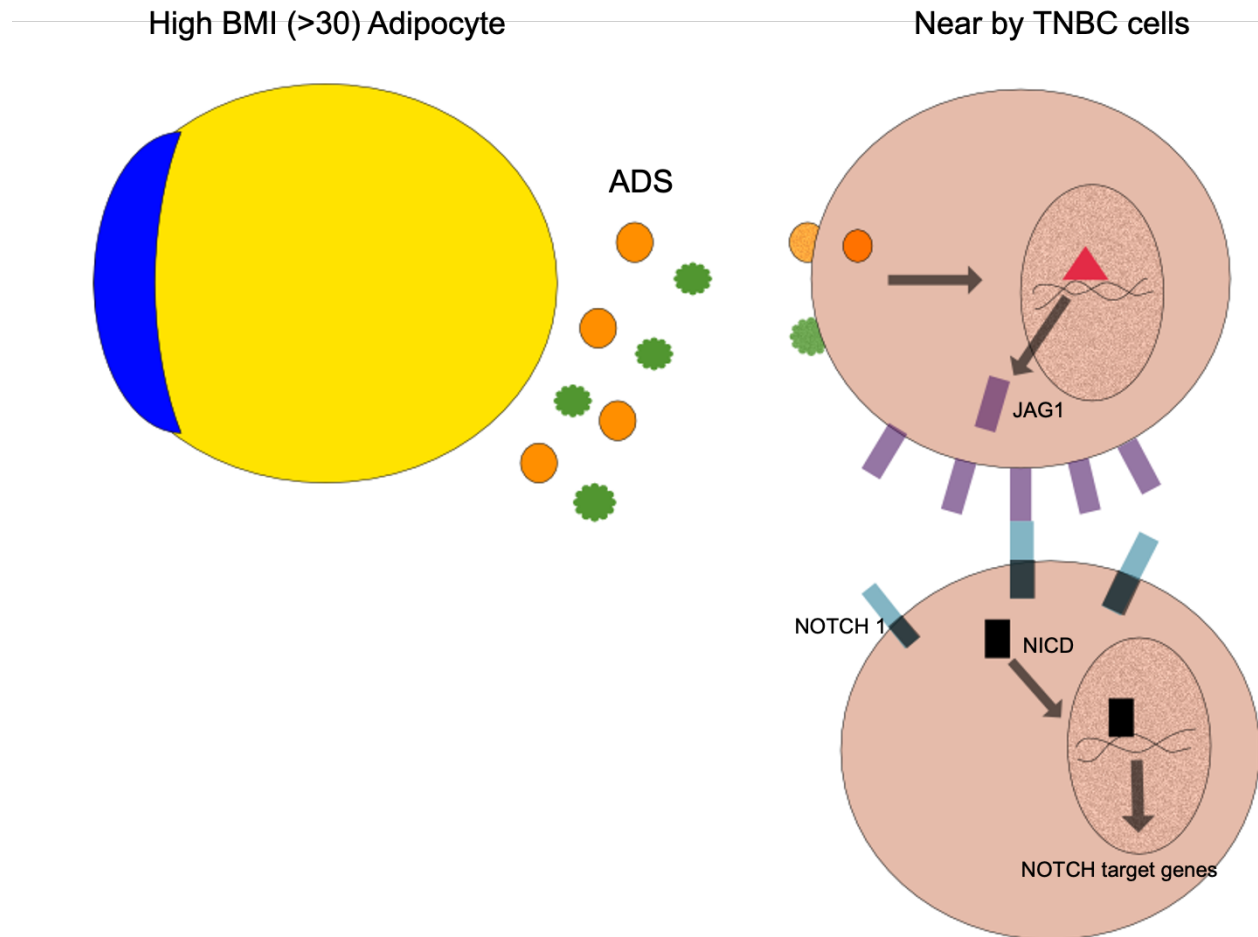 High BMI (>30) Adipocyte
Near by TNBC cells
ADS
JAG1
NOTCH 1
NICD
NOTCH target genes